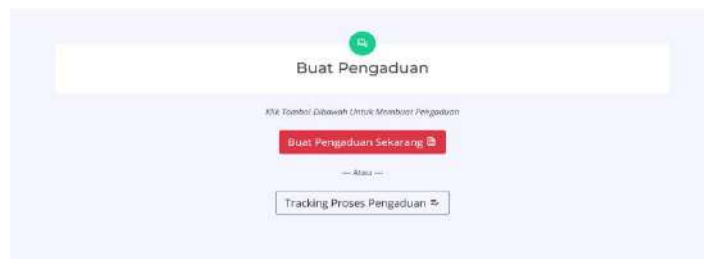 Buat Pengaduan
Klik Tombol Dibawah Untuk Membuat Pengaduan
Buat Pengaduan Sekarang
--- Atau ---
Tracking Proses Pengaduan